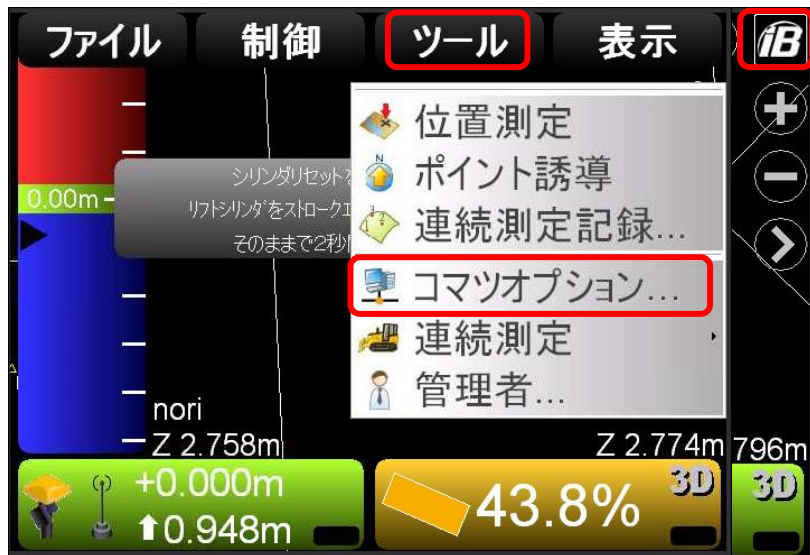 ファイル 制御 ツール 表示 iB
位置測定
ポイント誘導
連続測定記録...
コマツオプション...
連続測定
管理者...
シリンダリセットを
リフトシリンダをストロークエ
そのままで2秒
0.00m
nori
Z 2.758m
Z 2.774m
796m
+0.000m
0.948m
43.8%
3D
3D